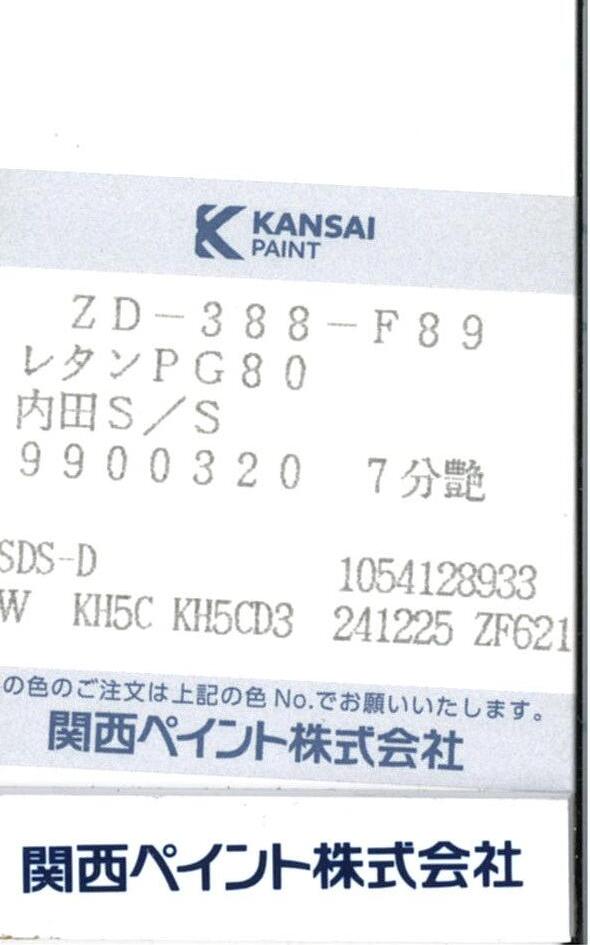 KANSAI
PAINT
ZD-388-F89
レタンPG80
内田S/S
9900320 7分艶
SDS-D 1054128933
W KH5C KH5CD3 241225 ZF621
の色のご注文は上記の色No.でお願いいたします。
関西ペイント株式会社
関西ペイント株式会社